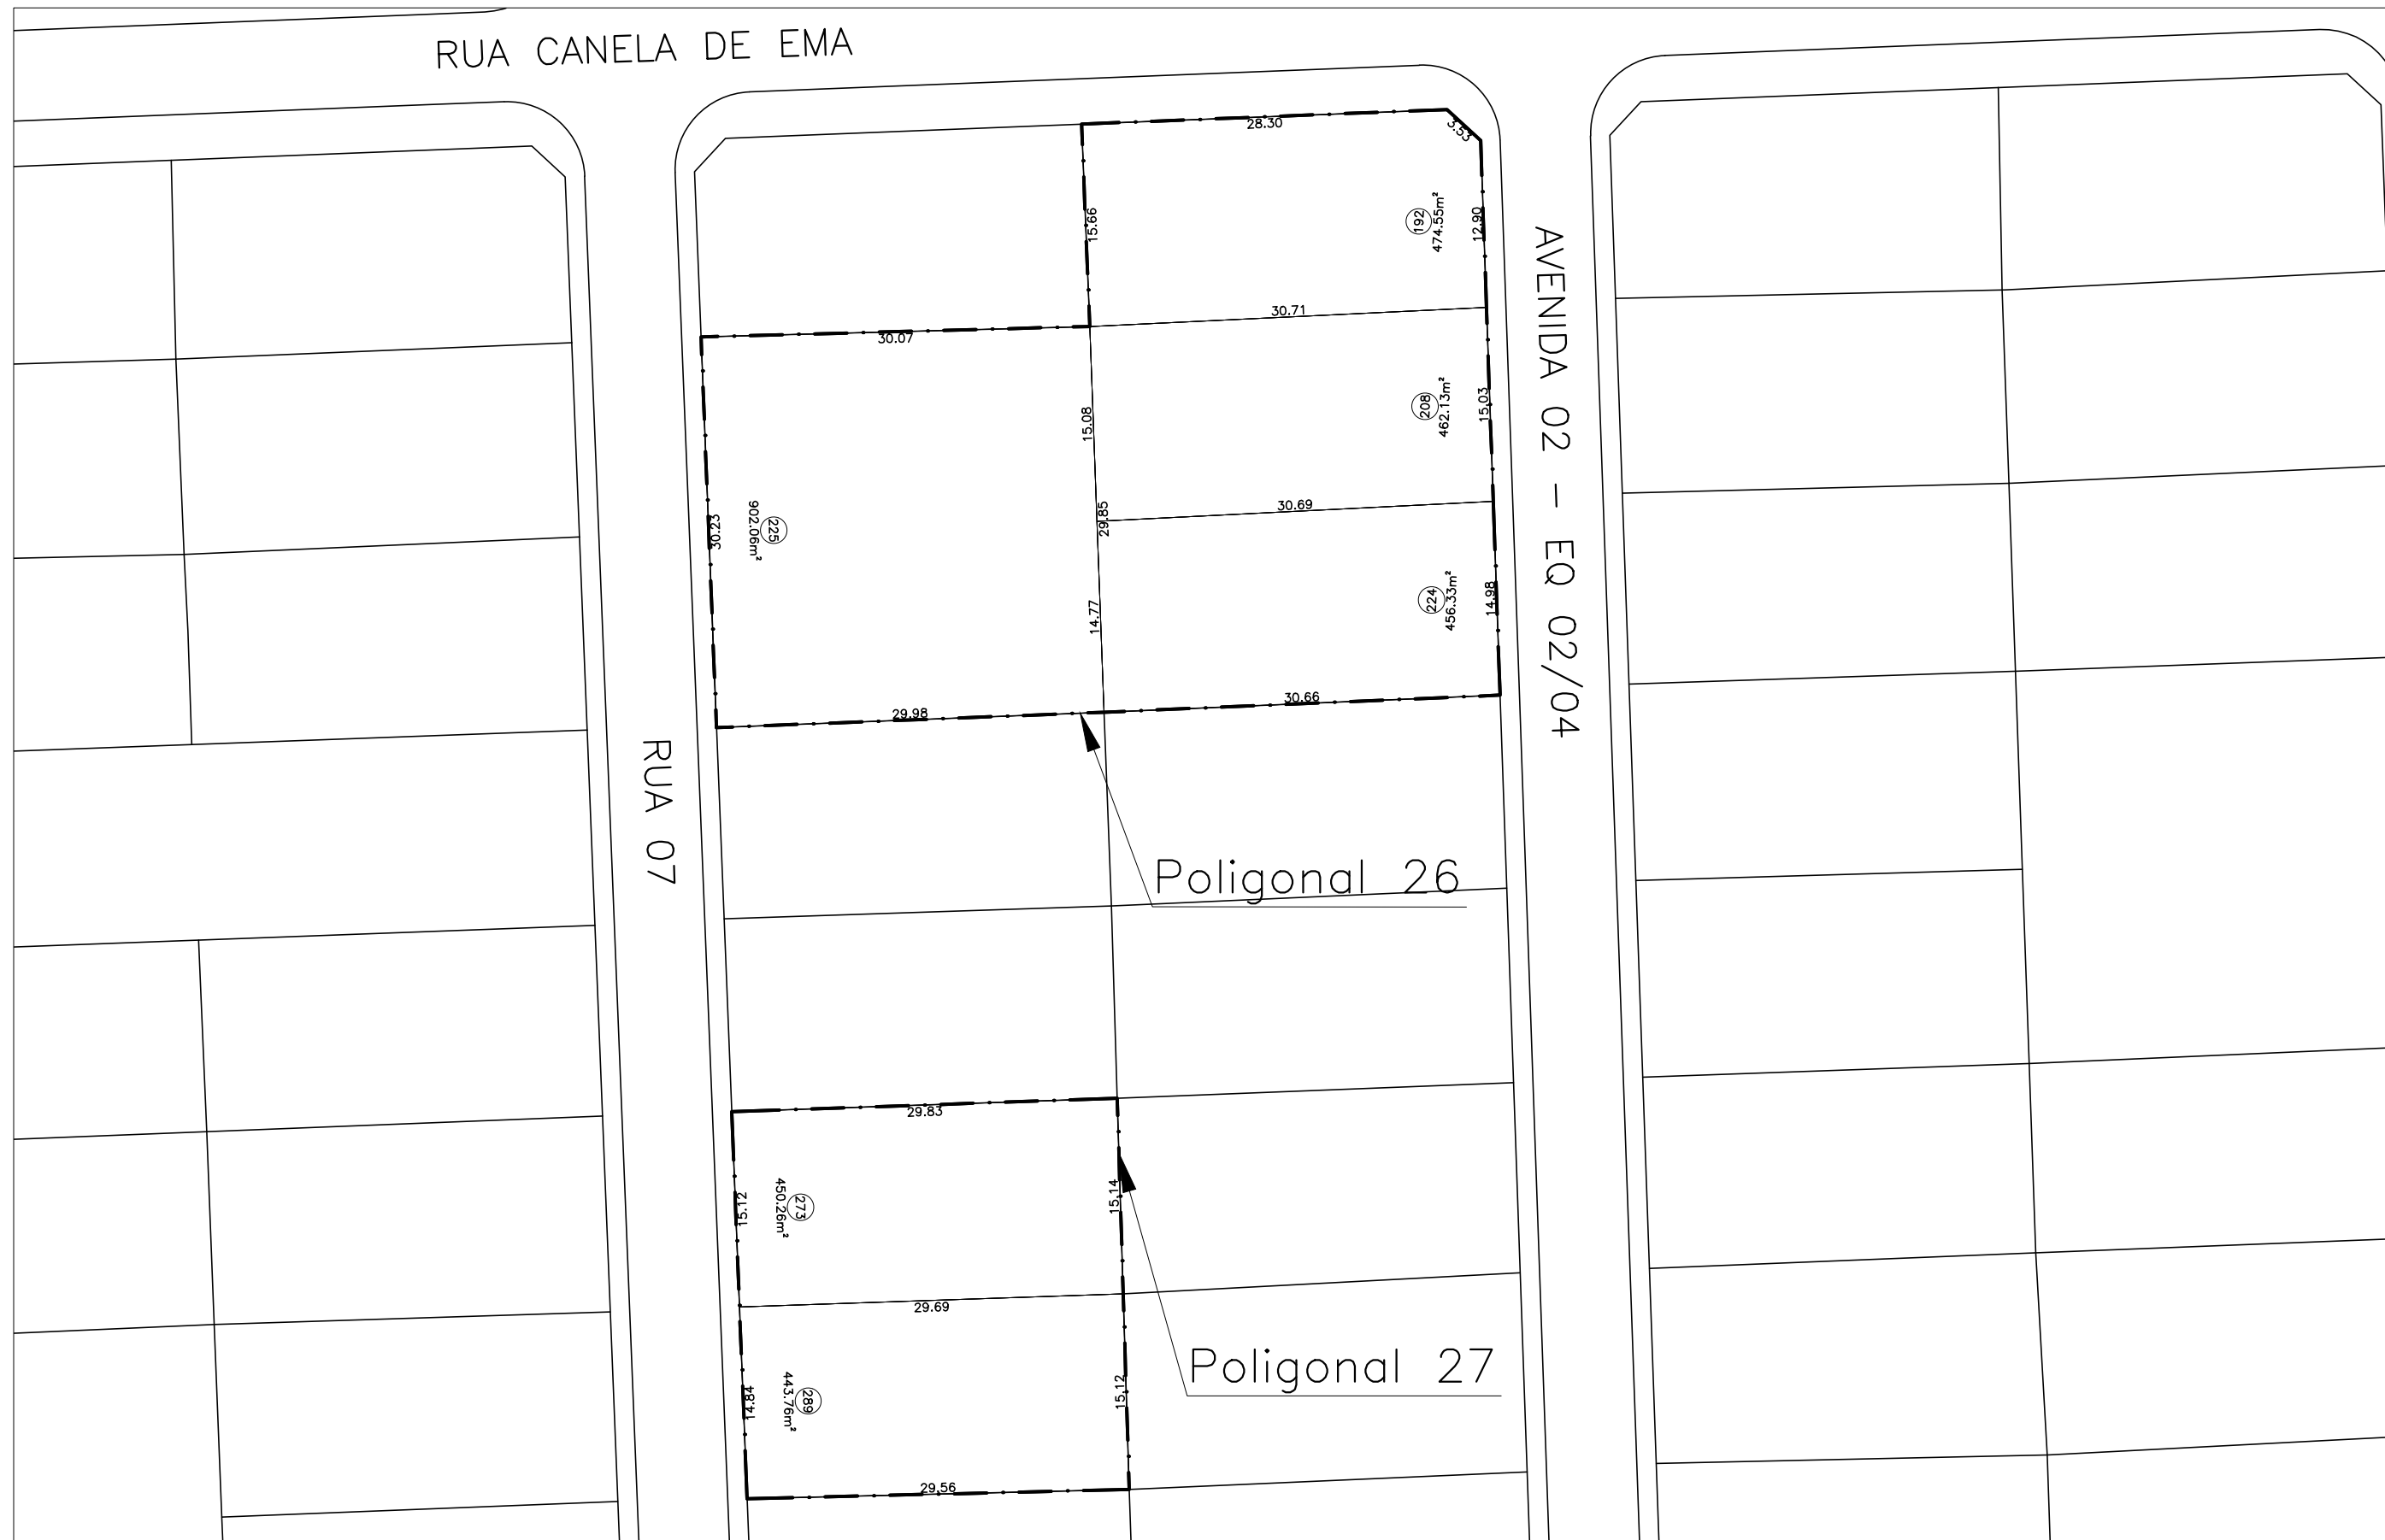 RUA CANELA DE EMA
28.30
3.53
15.66
192
474.55m²
12.90
AVENIDA 02 - EQ 02/04
30.71
30.07
15.08
208
462.13m²
15.03
30.69
29.85
30.23
225
902.06m²
14.77
224
456.33m²
14.98
30.66
29.98
RUA 07
Poligonal 26
29.83
15.12
273
450.26m²
15.14
29.69
Poligonal 27
14.84
289
443.76m²
15.12
29.56